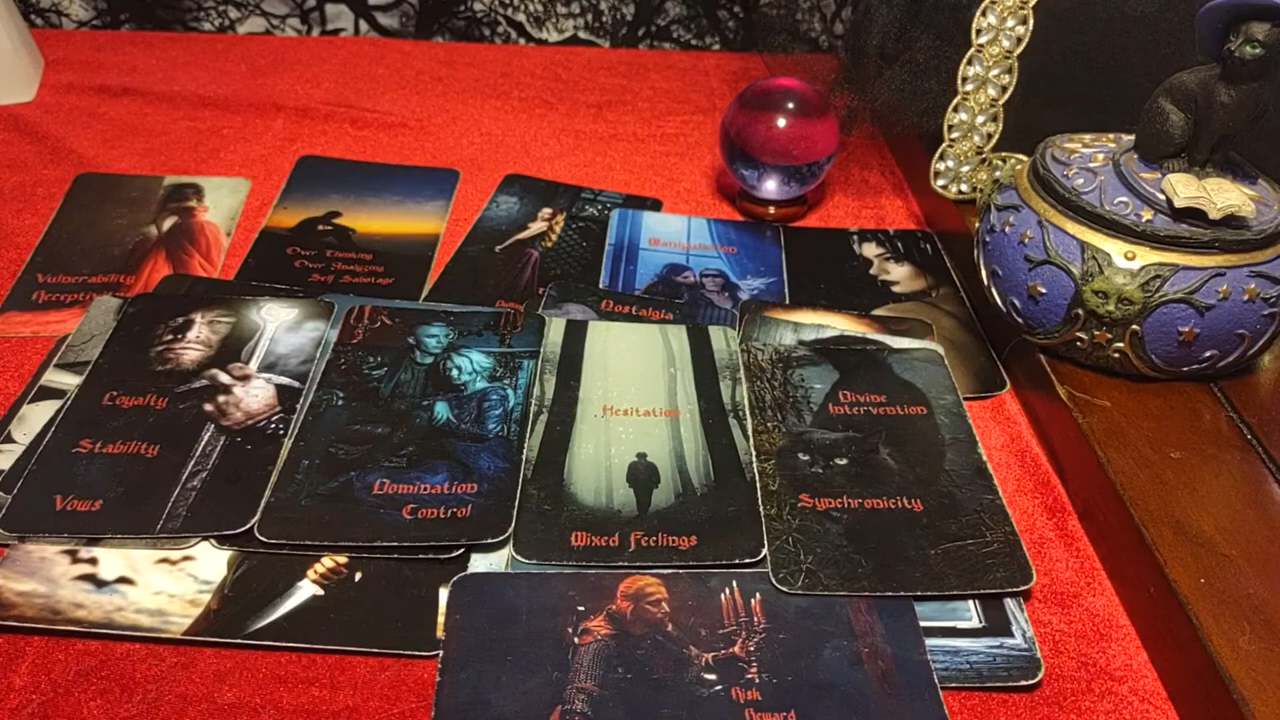 Vulnerability
Over Thinking
Over Analyzing
Self Sabotage
Manipulation
Nostalgia
Loyalty
Stability
Vows
Domination
Control
Hesitation
Mixed Feelings
Divine
Intervention
Synchronicity
Risk
Reward